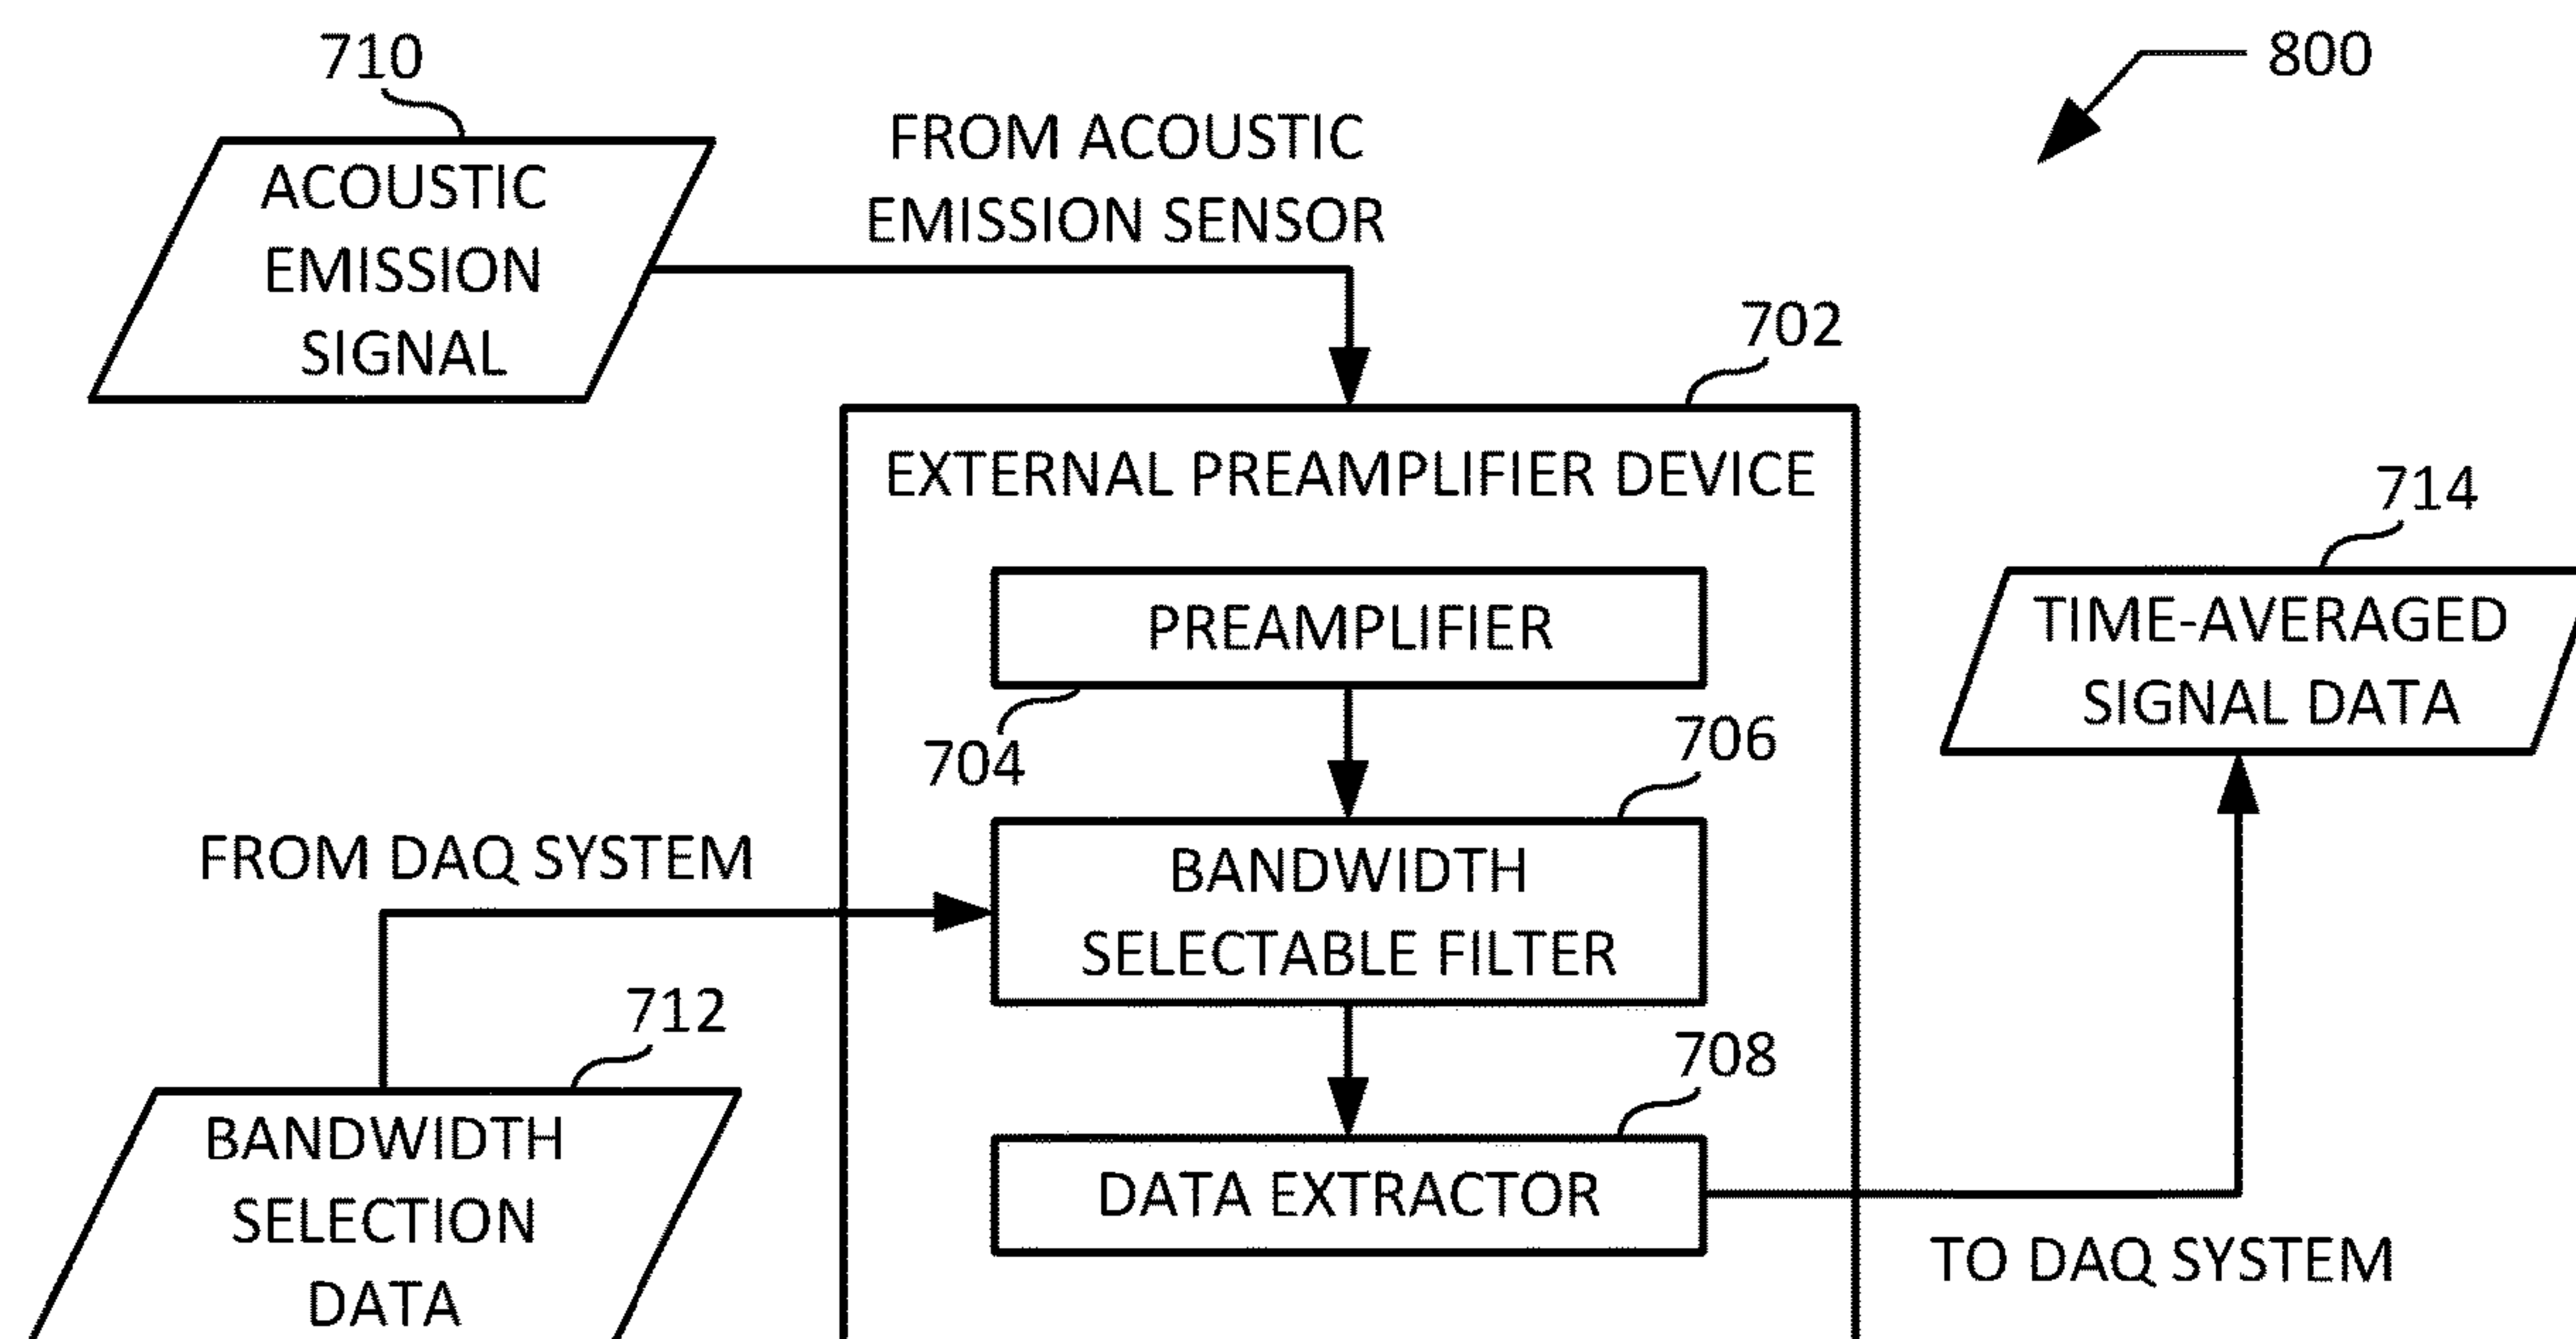 710
800
ACOUSTIC
EMISSION
SIGNAL
FROM ACOUSTIC
EMISSION SENSOR
702
EXTERNAL PREAMPLIFIER DEVICE
714
TIME-AVERAGED
SIGNAL DATA
PREAMPLIFIER
704
706
FROM DAQ SYSTEM
BANDWIDTH
SELECTABLE FILTER
712
708
BANDWIDTH
SELECTION
DATA
DATA EXTRACTOR
TO DAQ SYSTEM